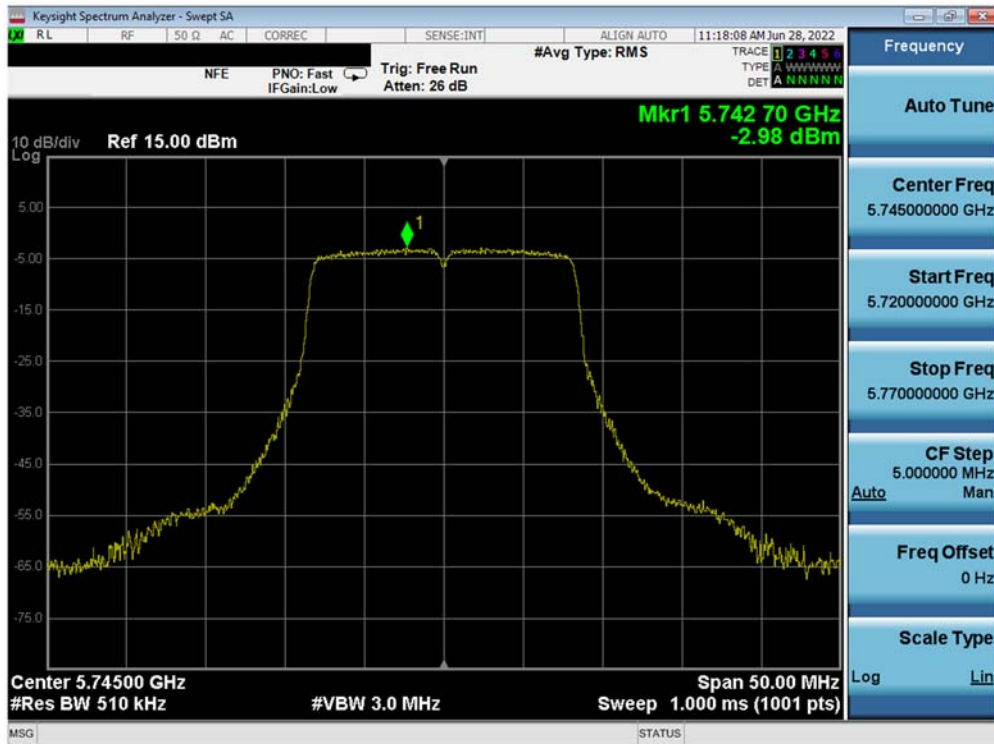 Keysight Spectrum Analyzer - Swept SA
LXI RL RF 50 Ω AC CORREC SENSE:INT ALIGN AUTO 11:18:08 AM Jun 28, 2022
NFE PNO: Fast Trig: Free Run #Avg Type: RMS TRACE 1 2 3 4 5 6
IFGain:Low Atten: 26 dB TYPE A WWWWW
DET A N N N N N
Mkr1 5.742 70 GHz
-2.98 dBm
10 dB/div Ref 15.00 dBm
Log
1
5.00
-5.00
-15.0
-25.0
-35.0
-45.0
-55.0
-65.0
-75.0
Center 5.74500 GHz Span 50.00 MHz
#Res BW 510 kHz #VBW 3.0 MHz Sweep 1.000 ms (1001 pts)
MSG STATUS
Frequency
Auto Tune
Center Freq
5.745000000 GHz
Start Freq
5.720000000 GHz
Stop Freq
5.770000000 GHz
CF Step
5.000000 MHz
Auto Man
Freq Offset
0 Hz
Scale Type
Log Lin